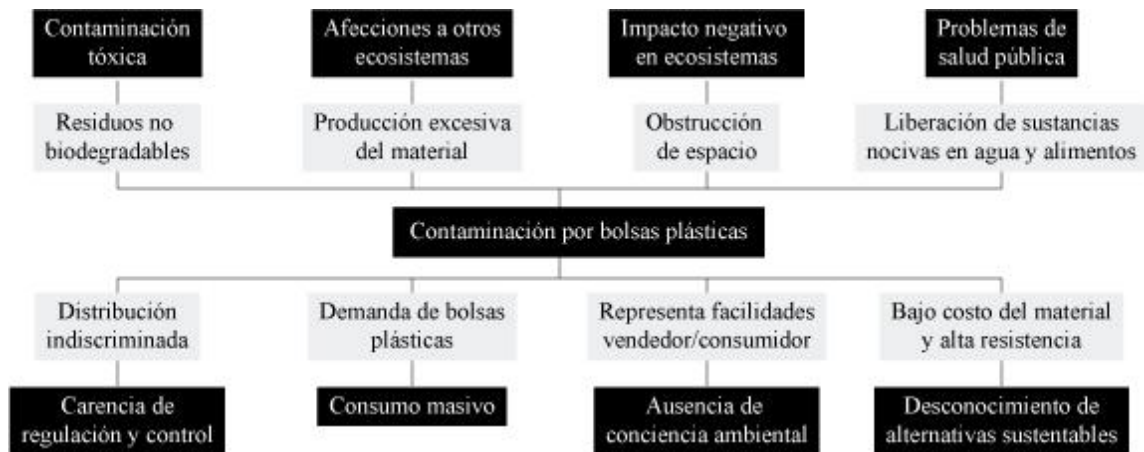 Contaminación
tóxica
Afecciones a otros
ecosistemas
Impacto negativo
en ecosistemas
Problemas de
salud pública
Residuos no
biodegradables
Producción excesiva
del material
Obstrucción
de espacio
Liberación de sustancias
nocivas en agua y alimentos
Contaminación por bolsas plásticas
Distribución
indiscriminada
Demanda de bolsas
plásticas
Representa facilidades
vendedor/consumidor
Bajo costo del material
y alta resistencia
Carencia de
regulación y control
Consumo masivo
Ausencia de
conciencia ambiental
Desconocimiento de
alternativas sustentables